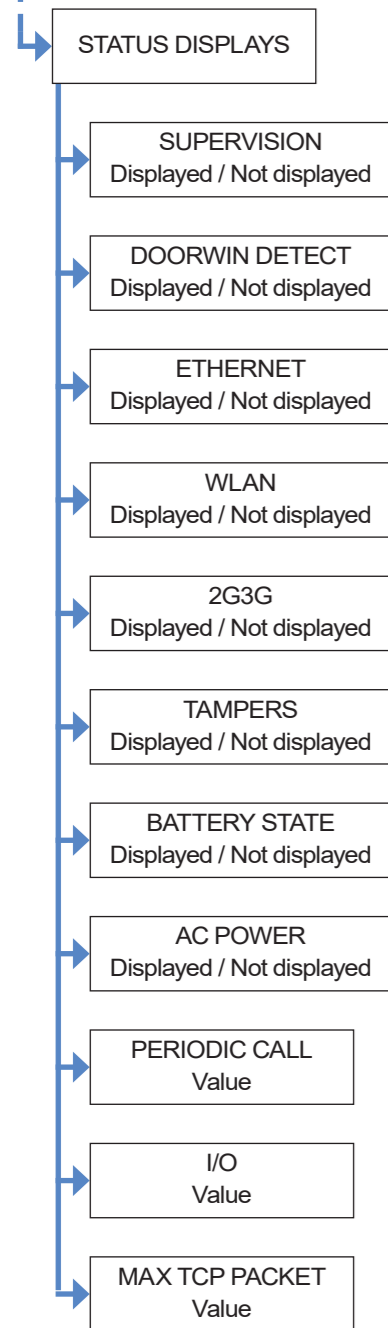 STATUS DISPLAYS
SUPERVISION
Displayed / Not displayed
DOORWIN DETECT
Displayed / Not displayed
ETHERNET
Displayed / Not displayed
WLAN
Displayed / Not displayed
2G3G
Displayed / Not displayed
TAMPERS
Displayed / Not displayed
BATTERY STATE
Displayed / Not displayed
AC POWER
Displayed / Not displayed
PERIODIC CALL
Value
I/O
Value
MAX TCP PACKET
Value